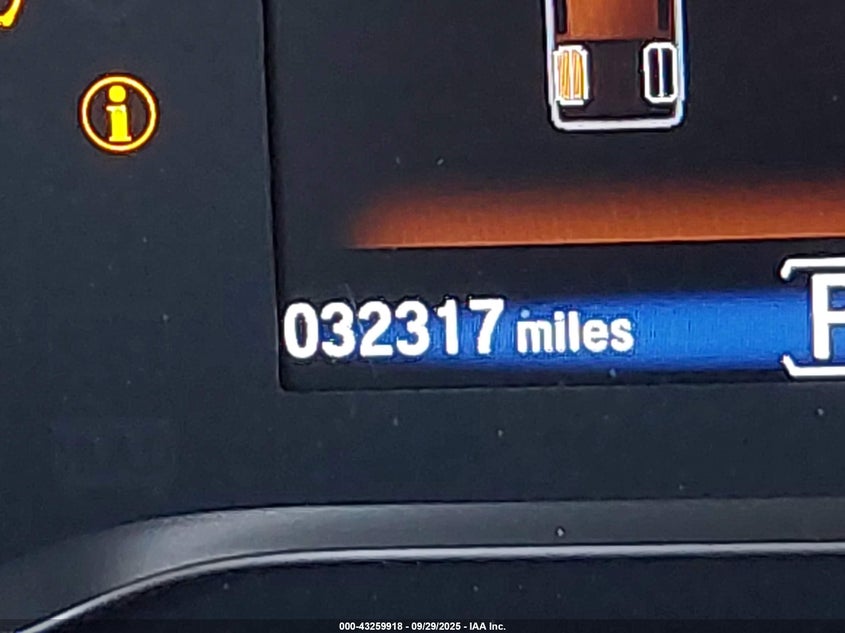 i
032317 miles
P
000-43259918 - 09/29/2025 - IAA Inc.